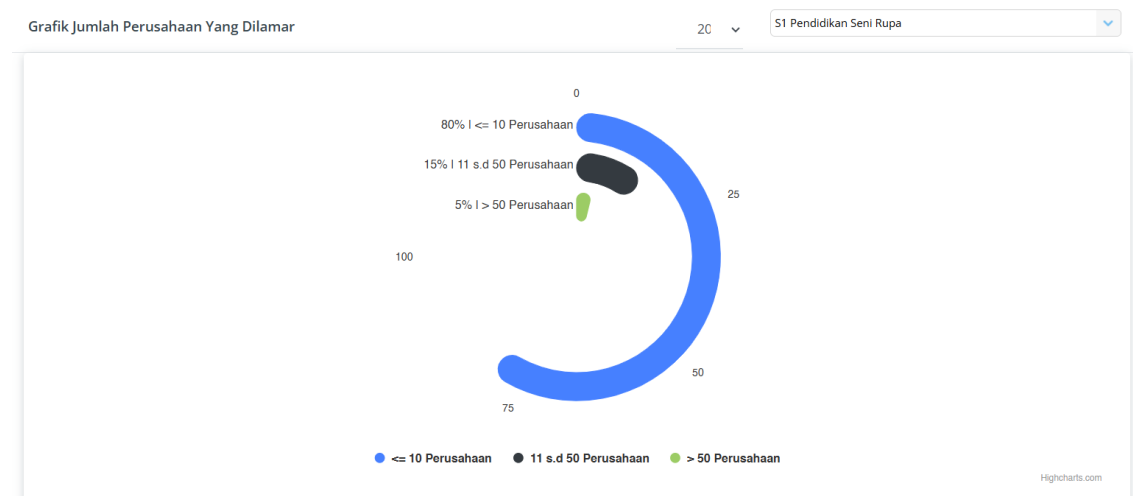 Grafik Jumlah Perusahaan Yang Dilamar
20
S1 Pendidikan Seni Rupa
0
80% | <= 10 Perusahaan
15% | 11 s.d 50 Perusahaan
25
5% | > 50 Perusahaan
100
50
75
<= 10 Perusahaan 11 s.d 50 Perusahaan > 50 Perusahaan
Highcharts.com